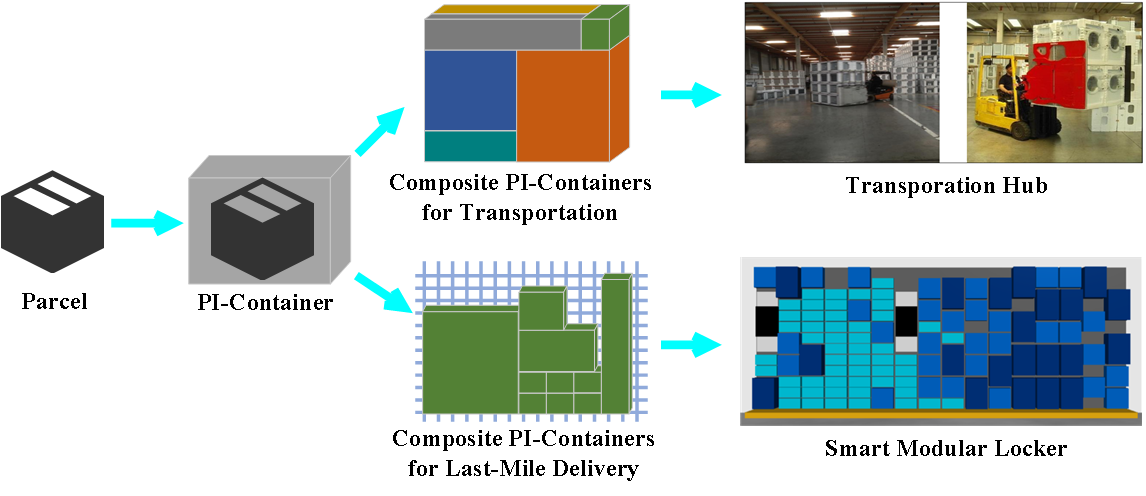 Parcel
PI-Container
Composite PI-Containers
for Transportation
Transporation Hub
Composite PI-Containers
for Last-Mile Delivery
Smart Modular Locker